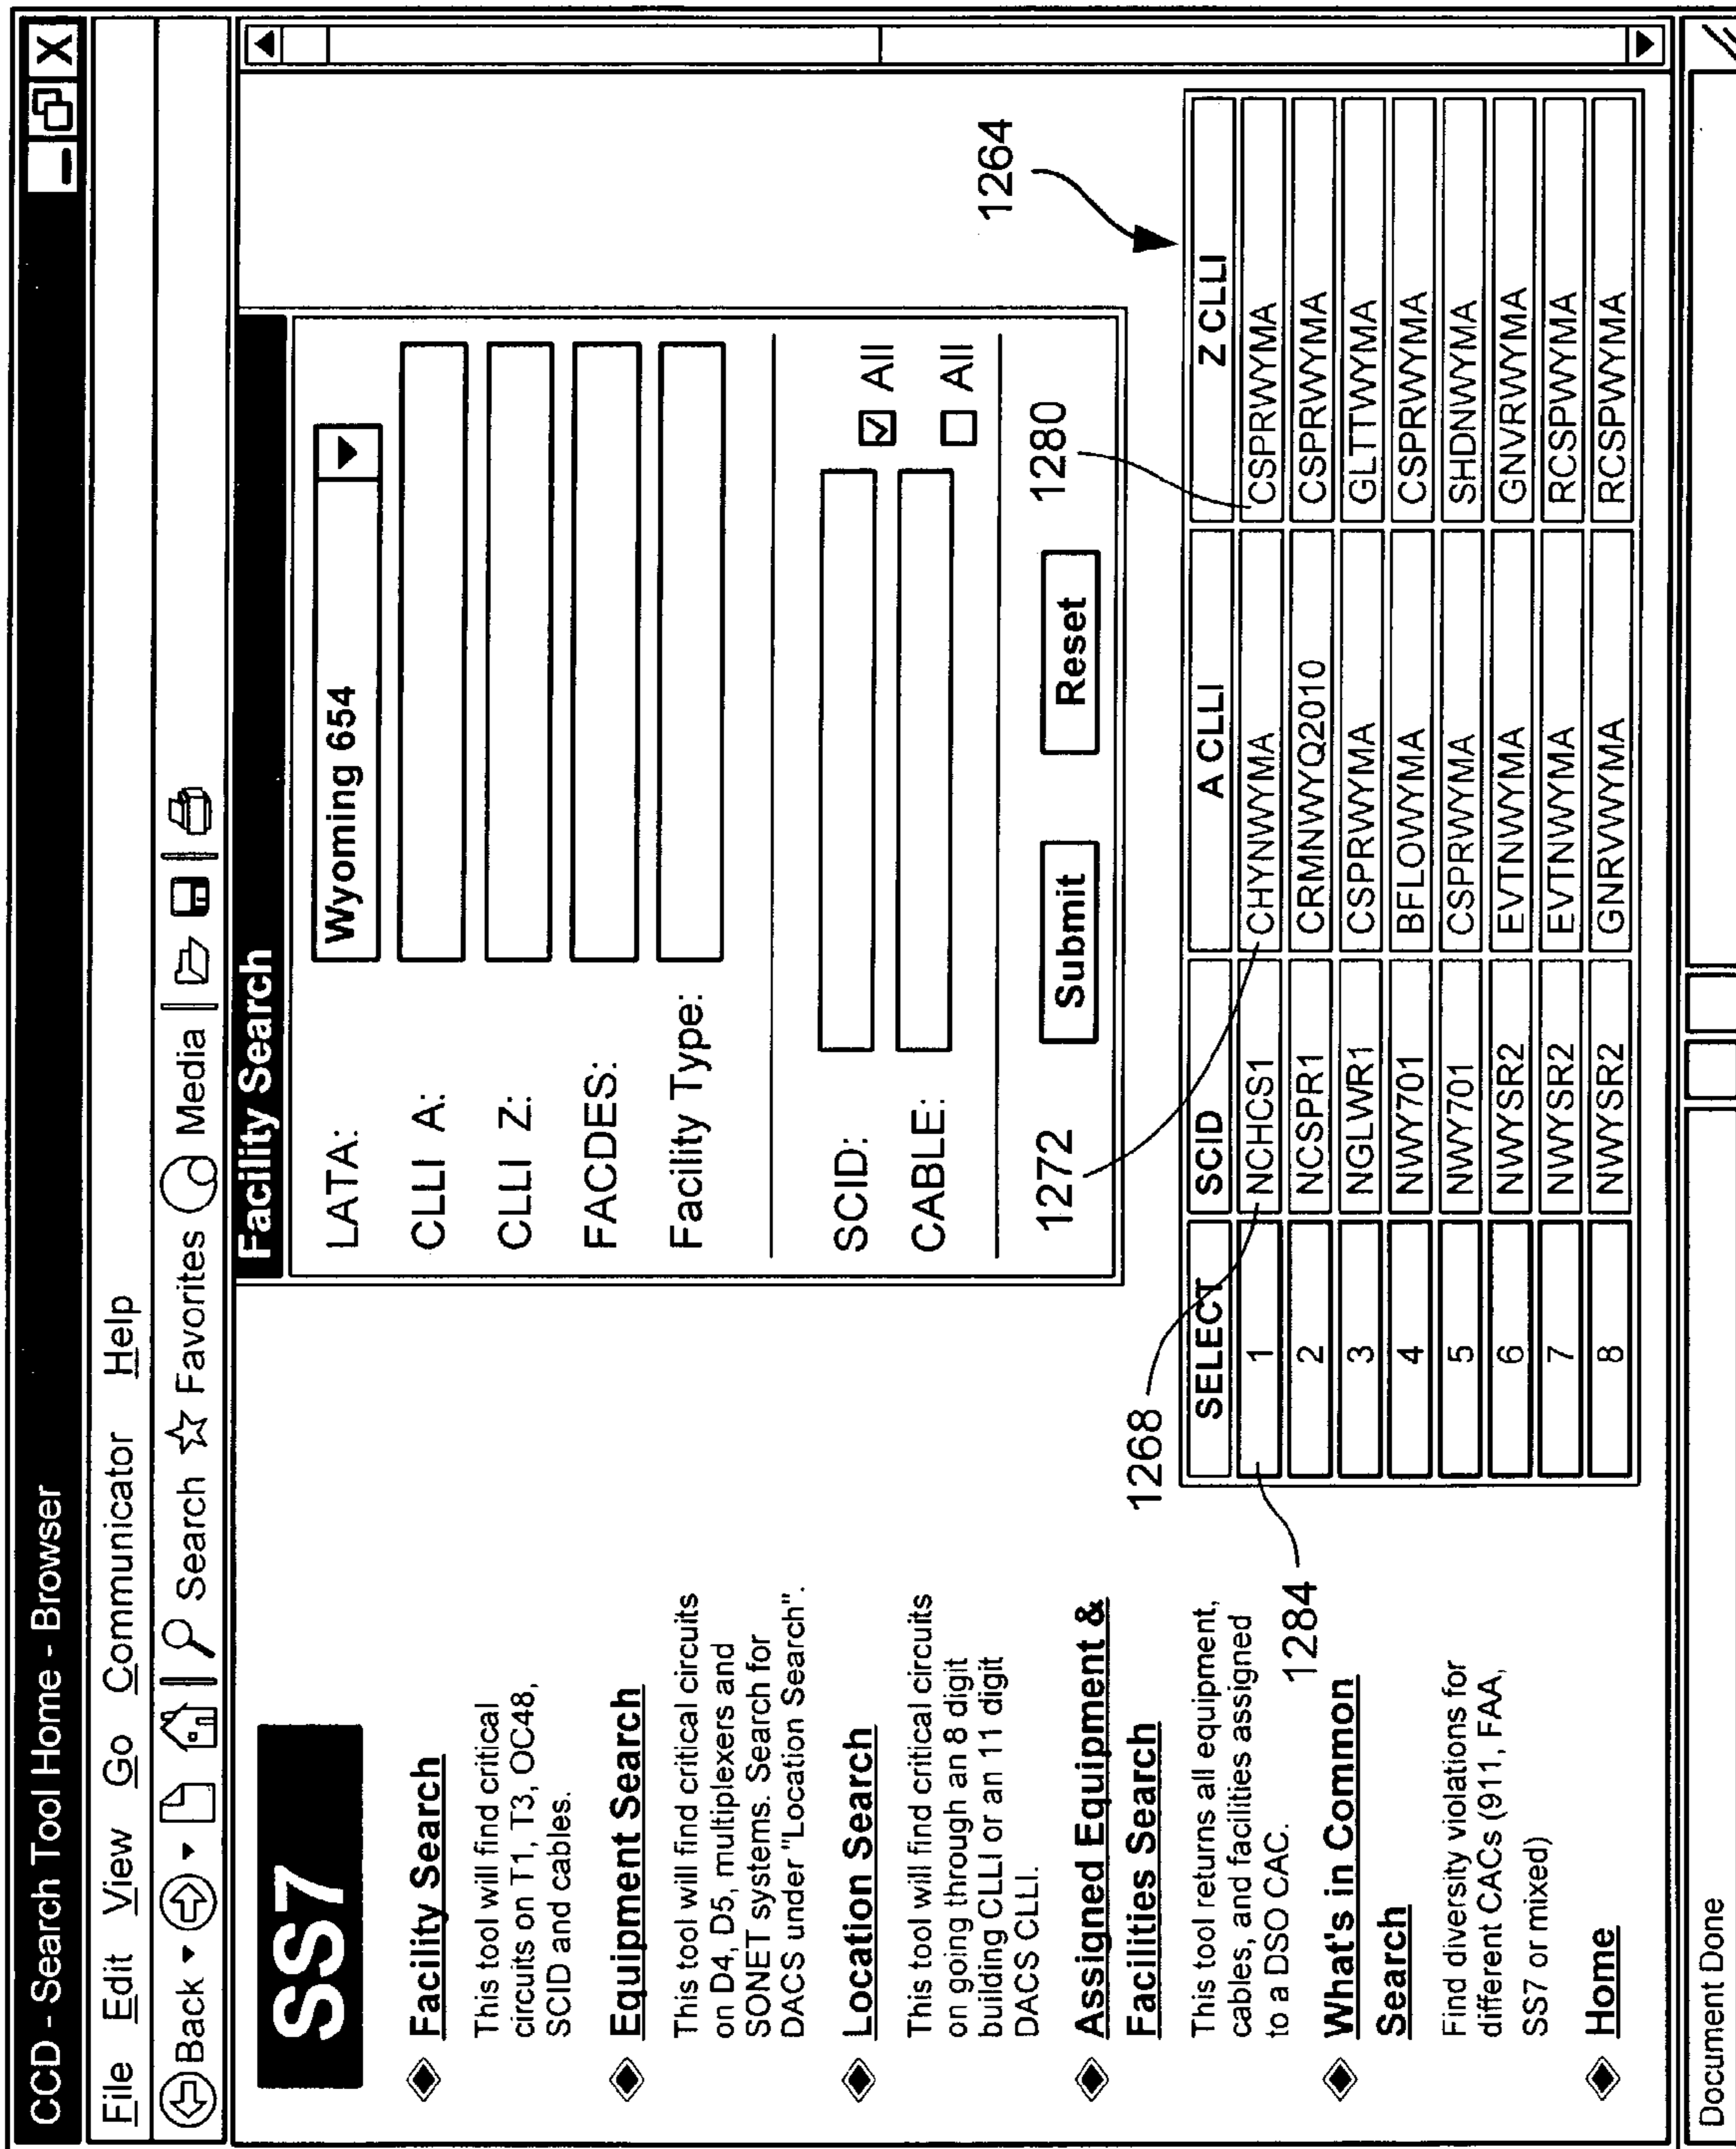 CCD - Search Tool Home - Browser
X
File Edit View Go Communicator Help
Back Search Favorites Media
SS7
Facility Search
This tool will find critical
circuits on T1, T3, OC48,
SCID and cables.
Equipment Search
This tool will find critical circuits
on D4, D5, multiplexers and
SONET systems. Search for
DACS under "Location Search".
Location Search
This tool will find critical circuits
on going through an 8 digit
building CLLI or an 11 digit
DACS CLLI.
Assigned Equipment &
Facilities Search
This tool returns all equipment,
cables, and facilities assigned
to a DSO CAC.
1284
What's in Common
Search
Find diversity violations for
different CACs (911, FAA,
SS7 or mixed)
Home
Facility Search
LATA: Wyoming 654
CLLI A:
CLLI Z:
FACDES:
Facility Type:
SCID: All
CABLE: All
1272 Submit Reset 1280
1264
1268
SELECT SCID A CLLI Z CLLI
1 NCHCS1 CHYNWYMA CSPRWYMA
2 NCSPR1 CRMNWYQ2010 CSPRWYMA
3 NGLWR1 CSPRWYMA GLTTWYMA
4 NWY701 BFLOWYMA CSPRWYMA
5 NWY701 CSPRWYMA SHDNWYMA
6 NWYSR2 EVTNWYMA GNVRWYMA
7 NWYSR2 EVTNWYMA RCSPWYMA
8 NWYSR2 GNRVWYMA RCSPWYMA
Document Done